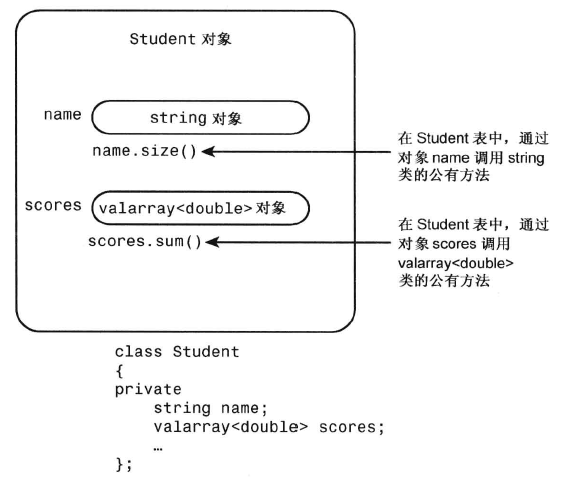 Student 对象
name
string 对象
name.size()
在 Student 表中，通过
对象 name 调用 string
类的公有方法
scores
valarray<double>对象
scores.sum()
在 Student 表中，通过
对象 scores 调用
valarray<double>
类的公有方法
class Student
{
private
string name;
valarray<double> scores;
…
};